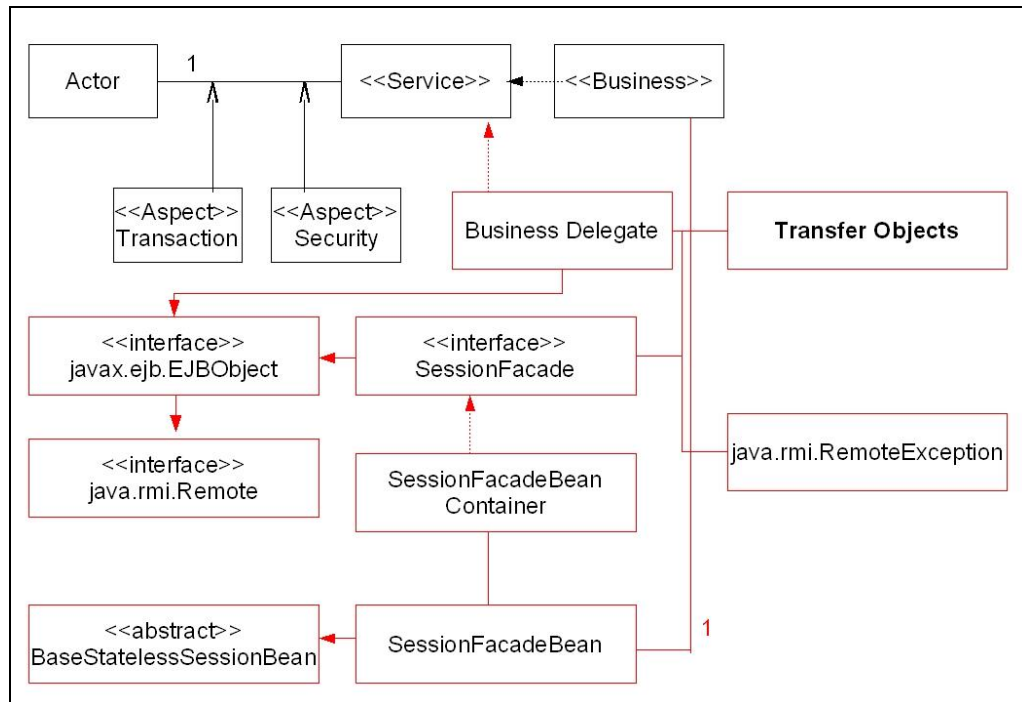 1
Actor
<<Service>>
<<Business>>
<<Aspect>>
Transaction
<<Aspect>>
Security
Business Delegate
Transfer Objects
<<interface>>
javax.ejb.EJBObject
<<interface>>
SessionFacade
<<interface>>
java.rmi.Remote
SessionFacadeBean
Container
java.rmi.RemoteException
<<abstract>>
BaseStatelessSessionBean
SessionFacadeBean
1